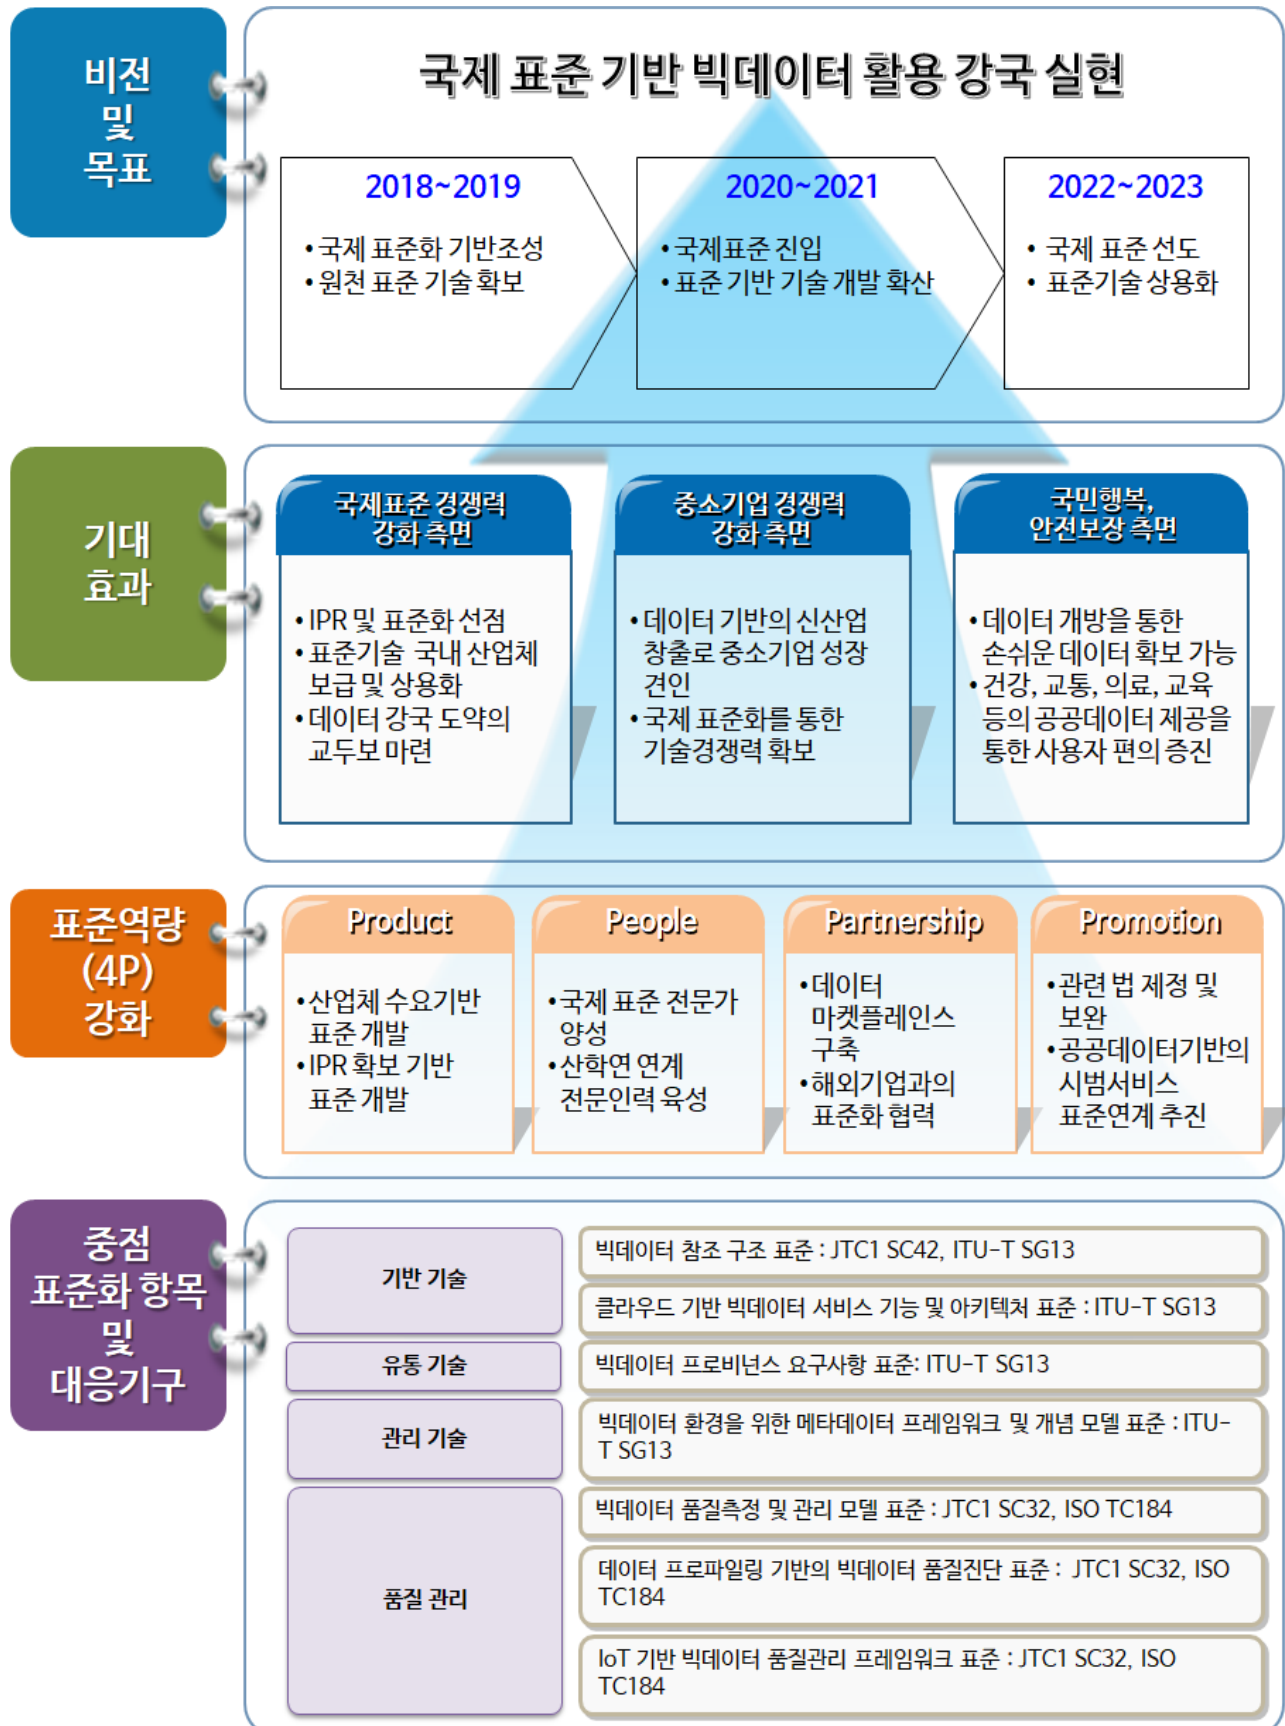 비전
및
목표
국제 표준 기반 빅데이터 활용 강국 실현
2018~2019
• 국제 표준화 기반조성
• 원천 표준 기술 확보
2020~2021
• 국제표준 진입
• 표준 기반 기술 개발 확산
2022~2023
• 국제 표준 선도
• 표준기술 상용화
기대
효과
국제표준 경쟁력
강화 측면
• IPR 및 표준화 선점
• 표준기술 국내 산업체
보급 및 상용화
• 데이터 강국 도약의
교두보 마련
중소기업 경쟁력
강화 측면
• 데이터 기반의 신산업
창출로 중소기업 성장
견인
• 국제 표준화를 통한
기술경쟁력 확보
국민행복,
안전보장 측면
• 데이터 개방을 통한
손쉬운 데이터 확보 가능
• 건강, 교통, 의료, 교육
등의 공공데이터 제공을
통한 사용자 편의 증진
표준역량
(4P)
강화
Product
• 산업체 수요기반
표준 개발
• IPR 확보 기반
표준 개발
People
• 국제 표준 전문가
양성
• 산학연 연계
전문인력 육성
Partnership
• 데이터
마켓플레인스
구축
• 해외기업과의
표준화 협력
Promotion
• 관련 법 제정 및
보완
• 공공데이터기반의
시범서비스
표준연계 추진
중점
표준화 항목
및
대응기구
기반 기술
빅데이터 참조 구조 표준 : JTC1 SC42, ITU-T SG13
클라우드 기반 빅데이터 서비스 기능 및 아키텍처 표준 : ITU-T SG13
유통 기술
빅데이터 프로비넌스 요구사항 표준: ITU-T SG13
관리 기술
빅데이터 환경을 위한 메타데이터 프레임워크 및 개념 모델 표준 : ITU-
T SG13
품질 관리
빅데이터 품질측정 및 관리 모델 표준 : JTC1 SC32, ISO TC184
데이터 프로파일링 기반의 빅데이터 품질진단 표준 : JTC1 SC32, ISO
TC184
IoT 기반 빅데이터 품질관리 프레임워크 표준 : JTC1 SC32, ISO
TC184